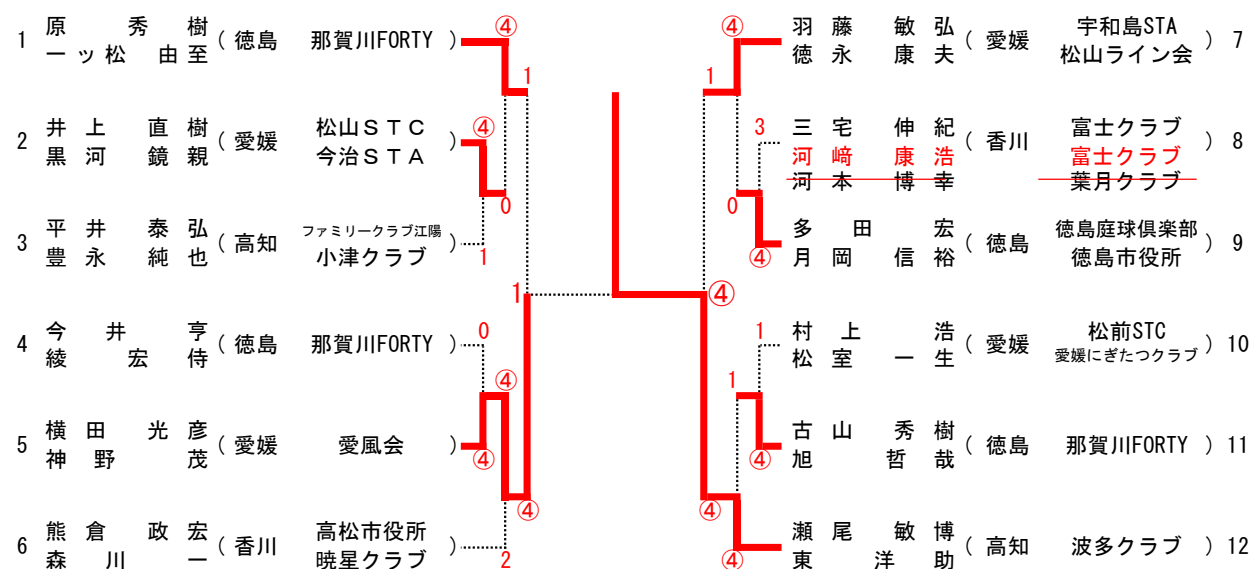 ④
1 原 秀 樹 ( 徳島 那賀川FORTY )
一ッ松 由至
1
2 井上 直樹 ( 愛媛 松山STC )
黒河 鏡親 今治STA
④
0
3 平井 泰弘 ( 高知 ファミリークラブ江陽 )
豊永 純也 小津クラブ
1
1
4 今井 亨 ( 徳島 那賀川FORTY )
綾 宏侍
0
④
5 横田 光彦 ( 愛媛 愛風会 )
神野 茂
④
④
6 熊倉 政宏 ( 香川 高松市役所 )
森川 一 暁星クラブ
2
④
羽藤 敏弘 ( 愛媛 宇和島STA ) 7
徳永 康夫 松山ライン会
1
3
三宅 伸紀 ( 香川 富士クラブ ) 8
河﨑 康浩 富士クラブ
河本 博幸 葉月クラブ
0
多田 宏 ( 徳島 徳島庭球倶楽部 ) 9
月岡 信裕 徳島市役所
④
④
1
村上 浩 ( 愛媛 松前STC ) 10
松室 一生 愛媛にぎたつクラブ
1
古山 秀樹 ( 徳島 那賀川FORTY ) 11
旭 哲哉
④
④
瀬尾 敏博 ( 高知 波多クラブ ) 12
東 洋助
④